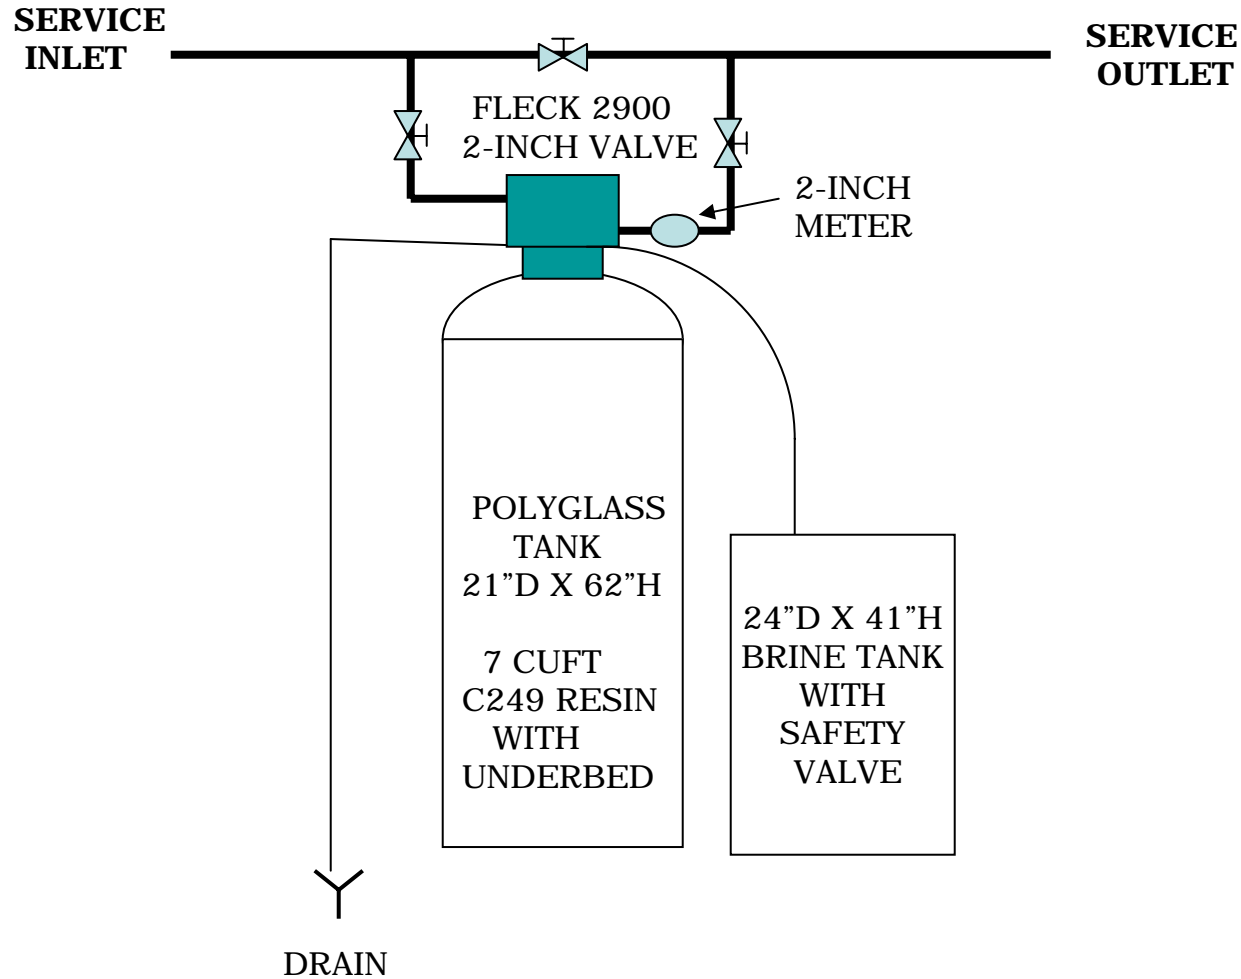 SERVICE
INLET
SERVICE
OUTLET
FLECK 2900
2-INCH VALVE
2-INCH
METER
POLYGLASS
TANK
21”D X 62”H
7 CUFT
C249 RESIN
WITH
UNDERBED
24”D X 41”H
BRINE TANK
WITH
SAFETY
VALVE
DRAIN